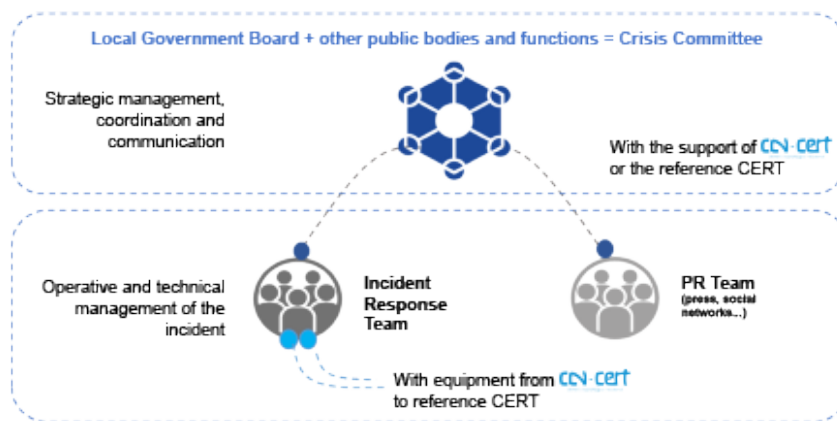 Local Government Board + other public bodies and functions = Crisis Committee
Strategic management,
coordination and
communication
With the support of ccn-cert
or the reference CERT
Operative and technical
management of the
incident
Incident
Response
Team
PR Team
(press, social
networks...)
With equipment from ccn-cert
to reference CERT